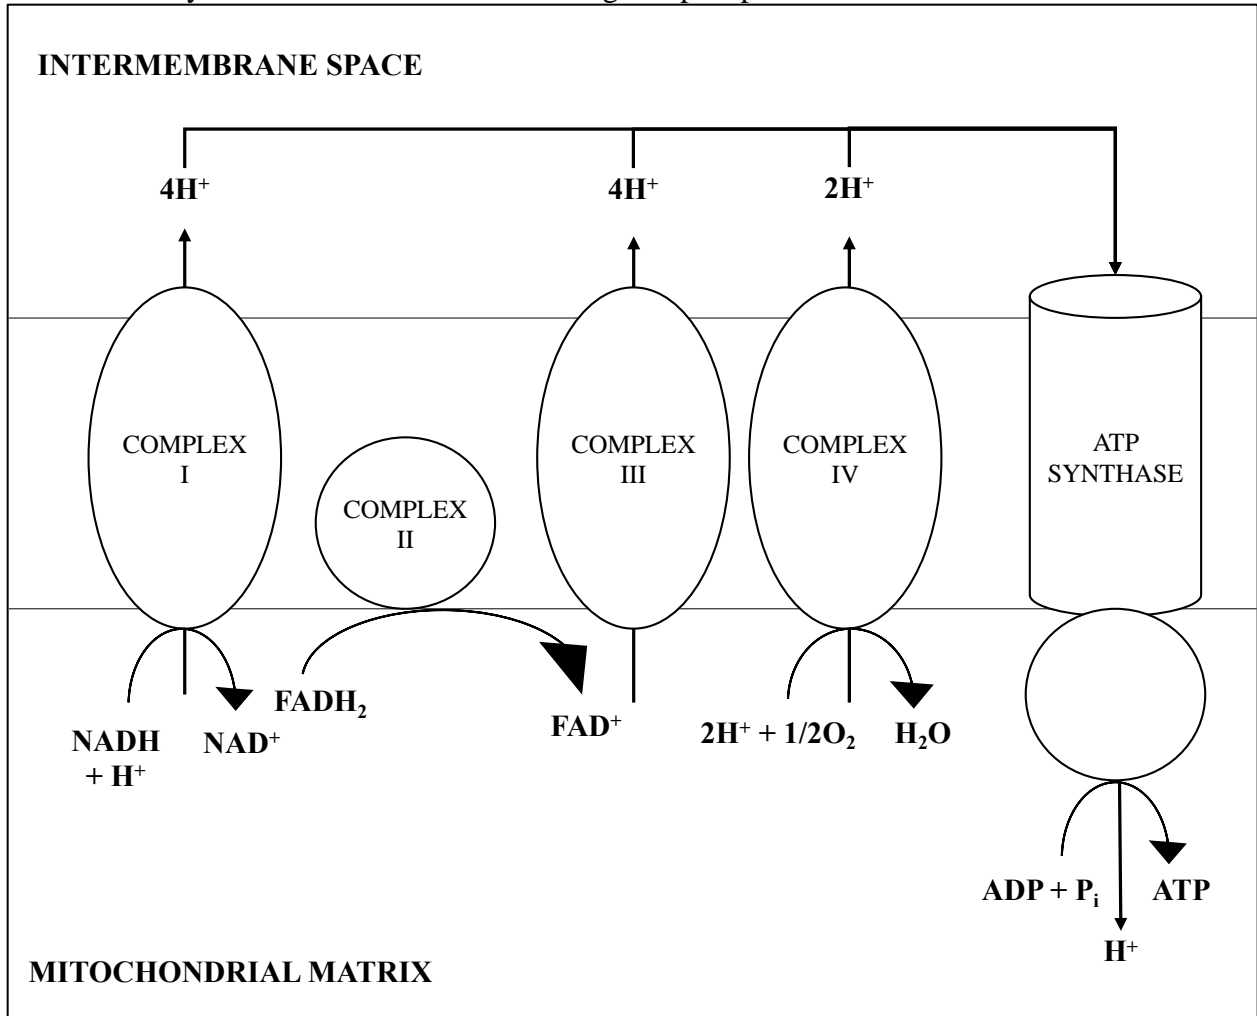 INTERMEMBRANE SPACE
4H⁺
4H⁺
2H⁺
COMPLEX
I
COMPLEX
II
COMPLEX
III
COMPLEX
IV
ATP
SYNTHASE
NADH
+ H⁺
NAD⁺
FADH₂
FAD⁺
2H⁺ + 1/2O₂
H₂O
ADP + Pᵢ
ATP
H⁺
MITOCHONDRIAL MATRIX